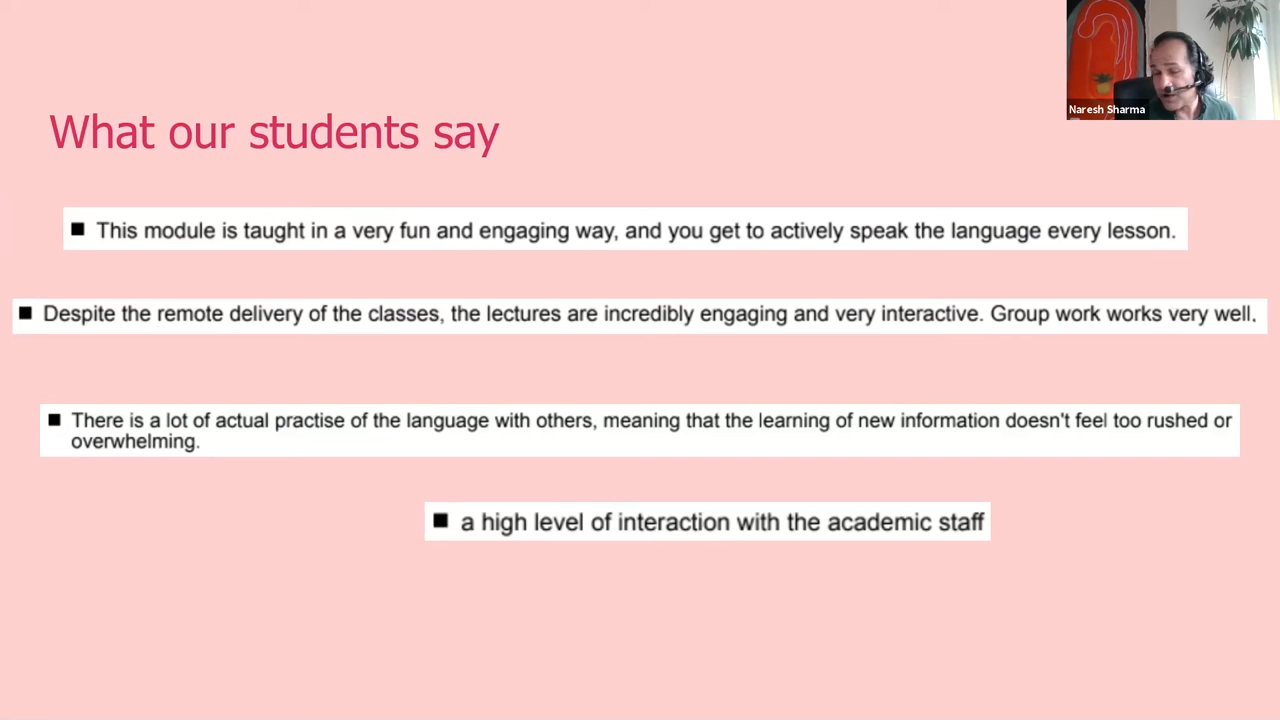 Naresh Sharma
What our students say
■ This module is taught in a very fun and engaging way, and you get to actively speak the language every lesson.
■ Despite the remote delivery of the classes, the lectures are incredibly engaging and very interactive. Group work works very well.
■ There is a lot of actual practise of the language with others, meaning that the learning of new information doesn't feel too rushed or
overwhelming.
■ a high level of interaction with the academic staff